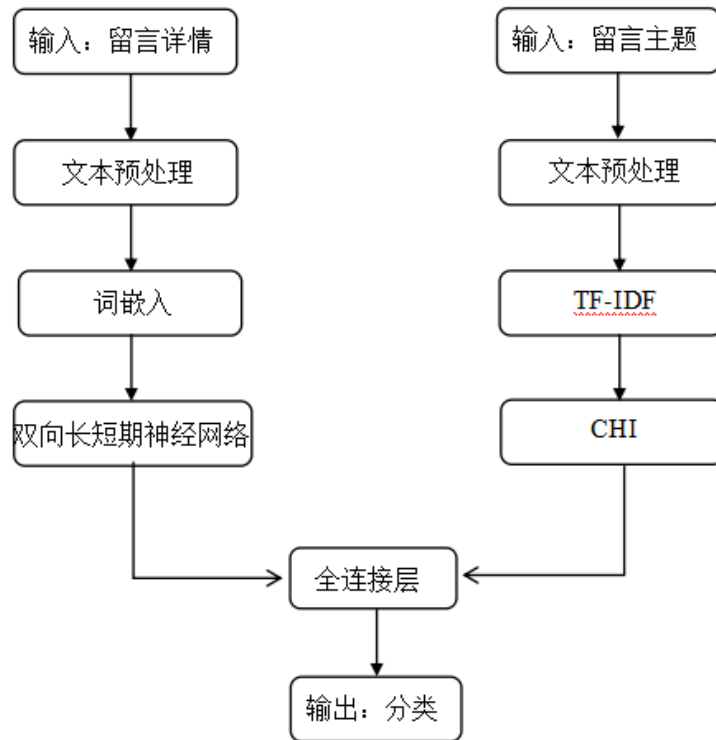 输入：留言详情
输入：留言主题
文本预处理
文本预处理
词嵌入
TF-IDF
双向长短期神经网络
CHI
全连接层
输出：分类